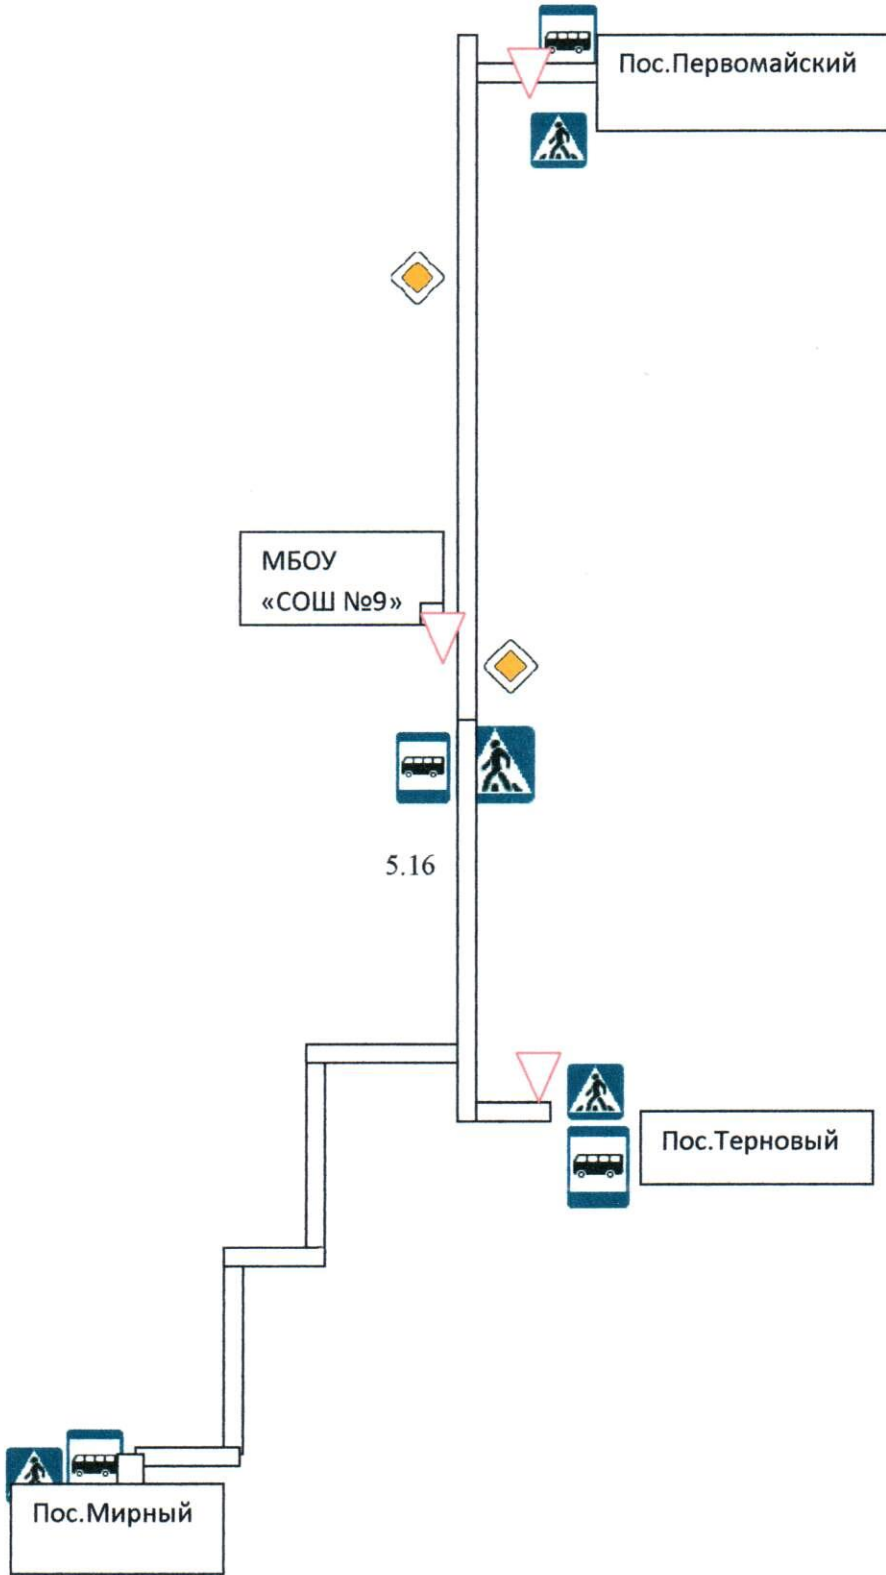 Пос.Первомайский
МБОУ
«СОШ №9»
5.16
Пос.Терновый
Пос.Мирный